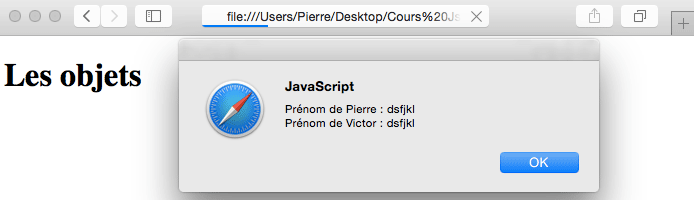 file:///Users/Pierre/Desktop/Cours%20Js
Les objets
JavaScript
Prénom de Pierre : dsfjkl
Prénom de Victor : dsfjkl
OK